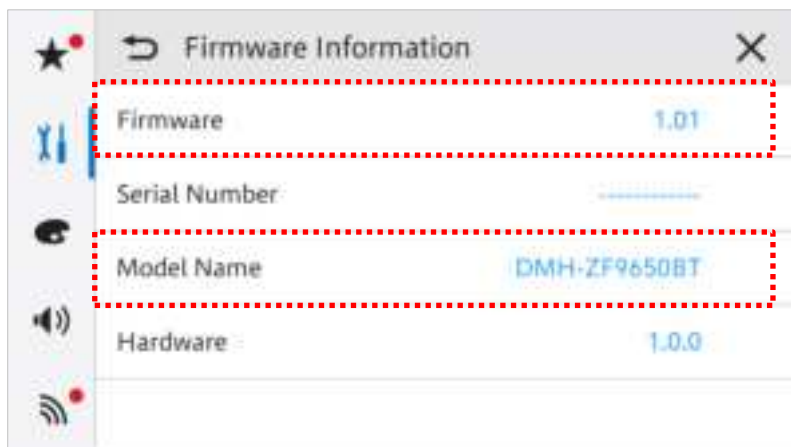 Firmware Information
Firmware 1.01
Serial Number ------------
Model Name DMH-ZF9650BT
Hardware 1.0.0